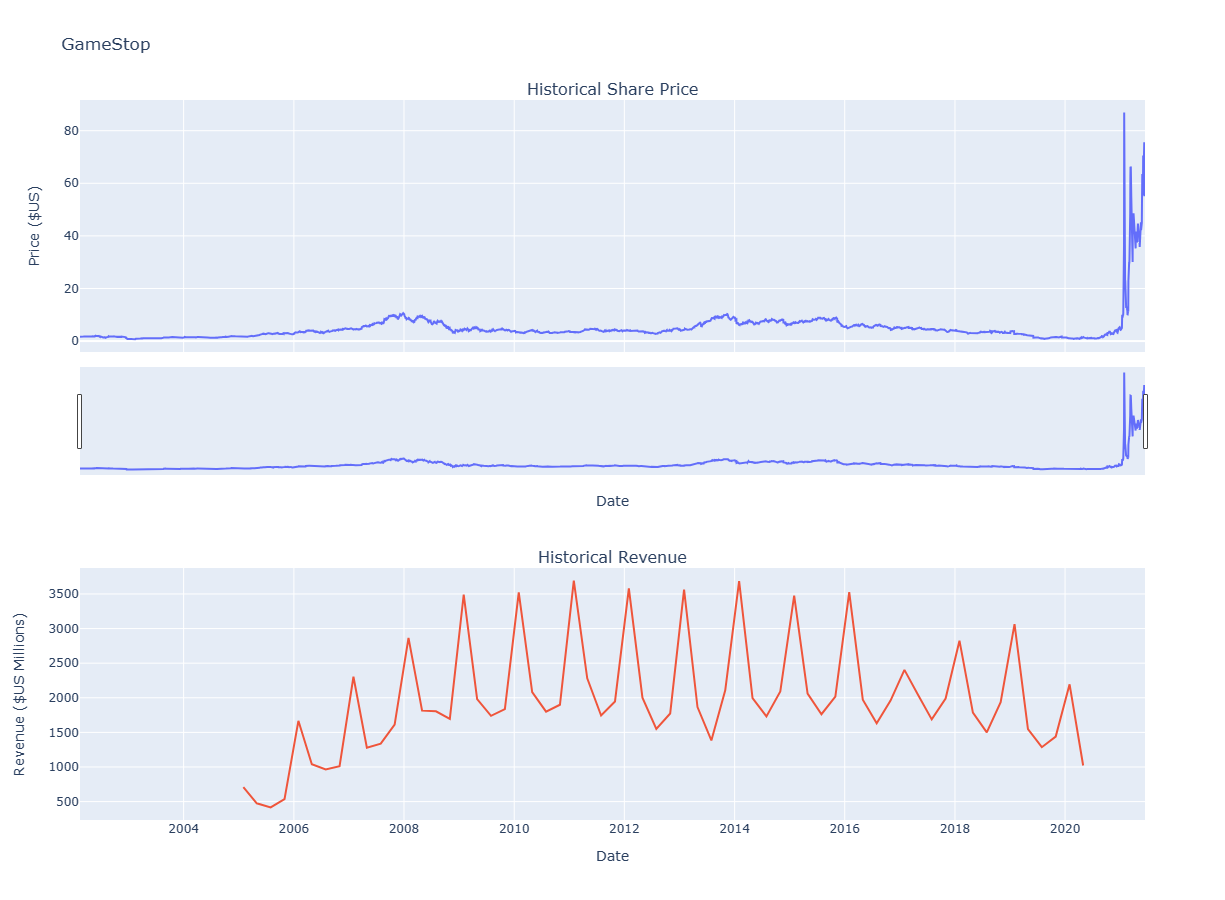 GameStop
Historical Share Price
Price ($US)
80
60
40
20
0
Date
Historical Revenue
Revenue ($US Millions)
3500
3000
2500
2000
1500
1000
500
2004 2006 2008 2010 2012 2014 2016 2018 2020
Date